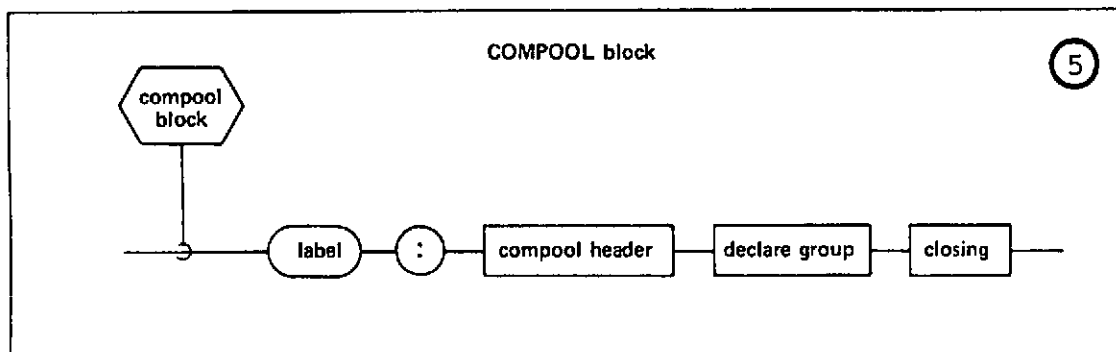 COMPOOL block
5
compool
block
label : compool header declare group closing